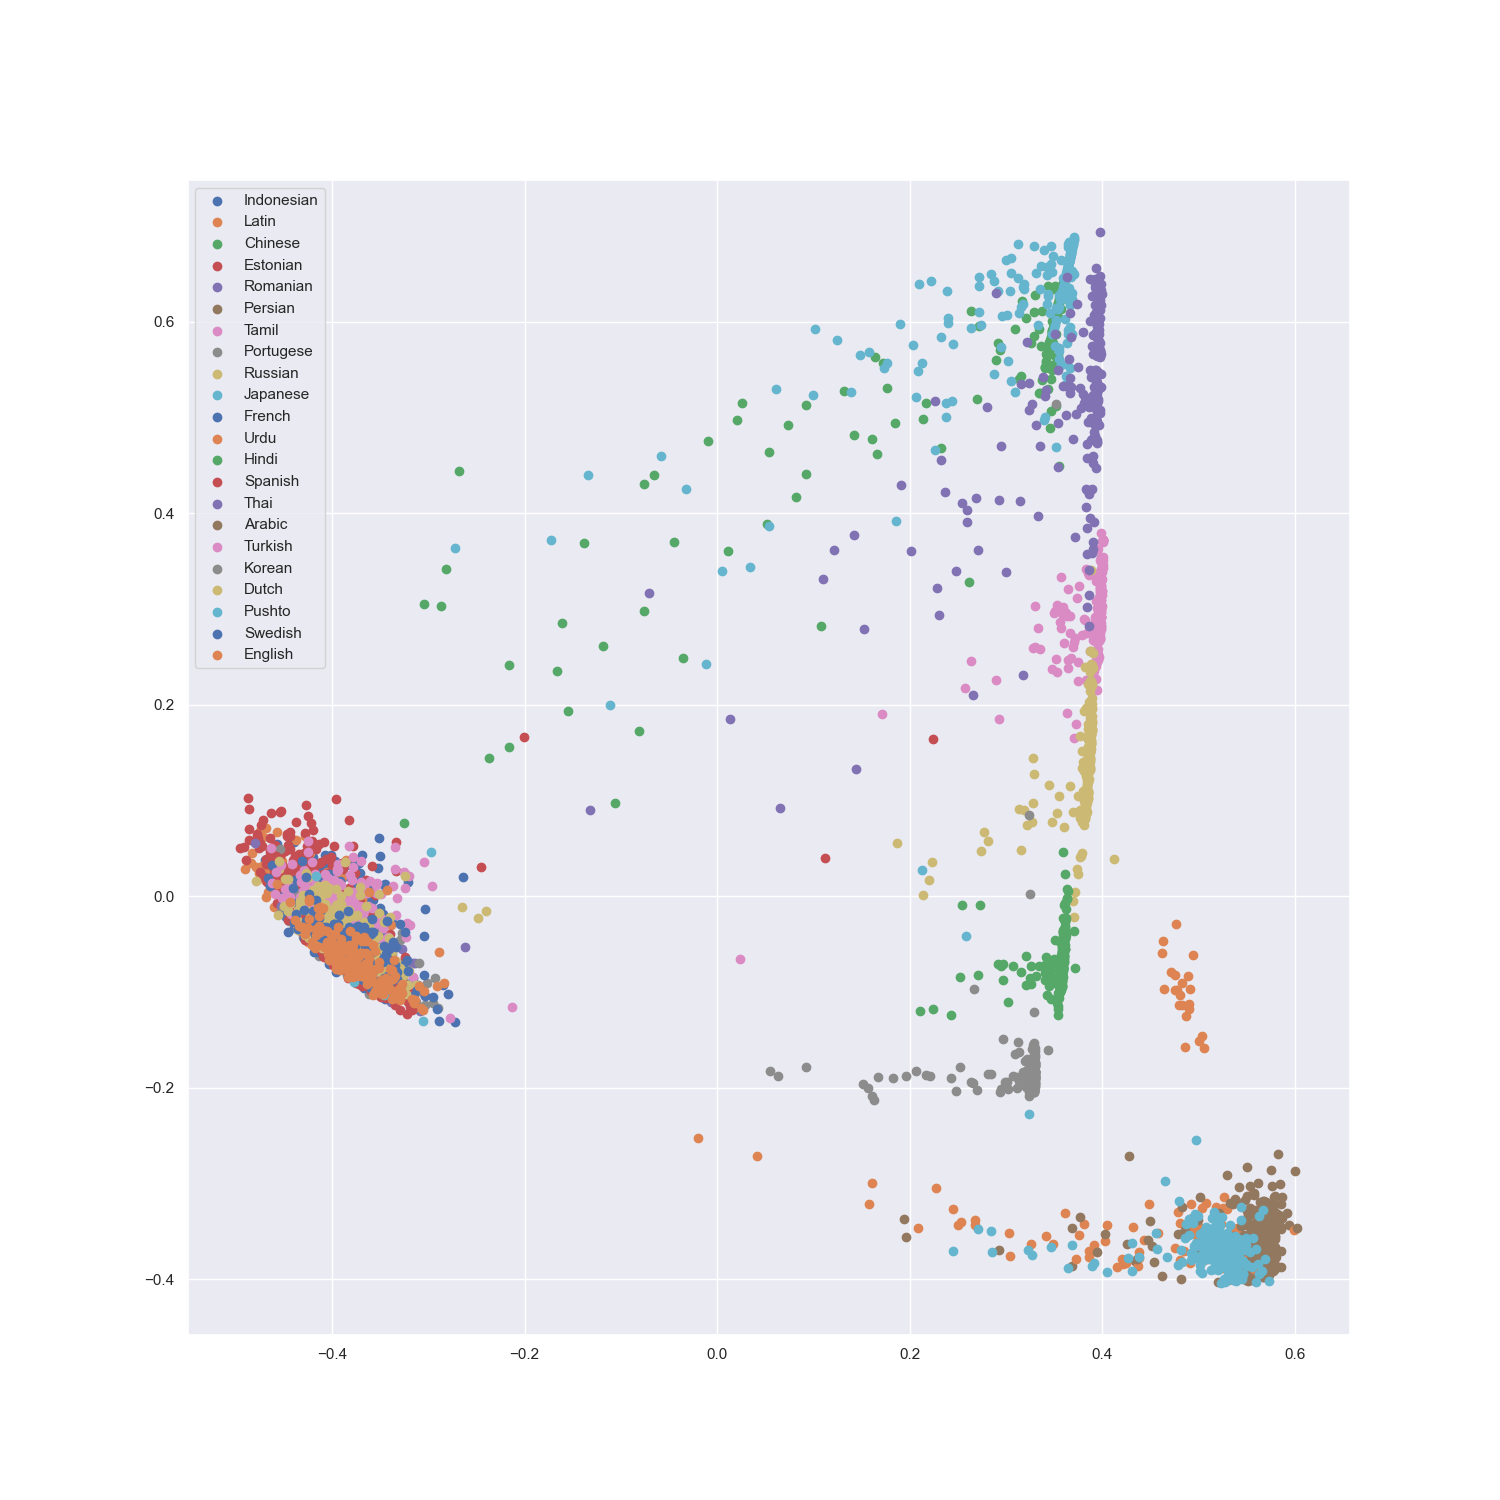 Indonesian
Latin
Chinese
Estonian
Romanian
Persian
Tamil
Portugese
Russian
Japanese
French
Urdu
Hindi
Spanish
Thai
Arabic
Turkish
Korean
Dutch
Pushto
Swedish
English
0.6
0.4
0.2
0.0
−0.2
−0.4
−0.4
−0.2
0.0
0.2
0.4
0.6